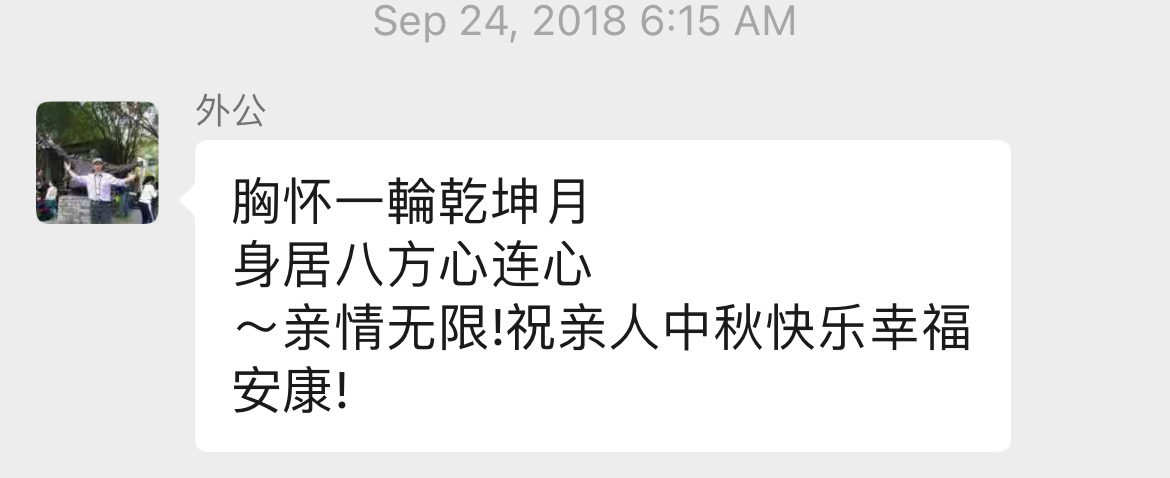 Sep 24, 2018 6:15 AM
外公
胸怀一輪乾坤月
身居八方心连心
～亲情无限!祝亲人中秋快乐幸福
安康!